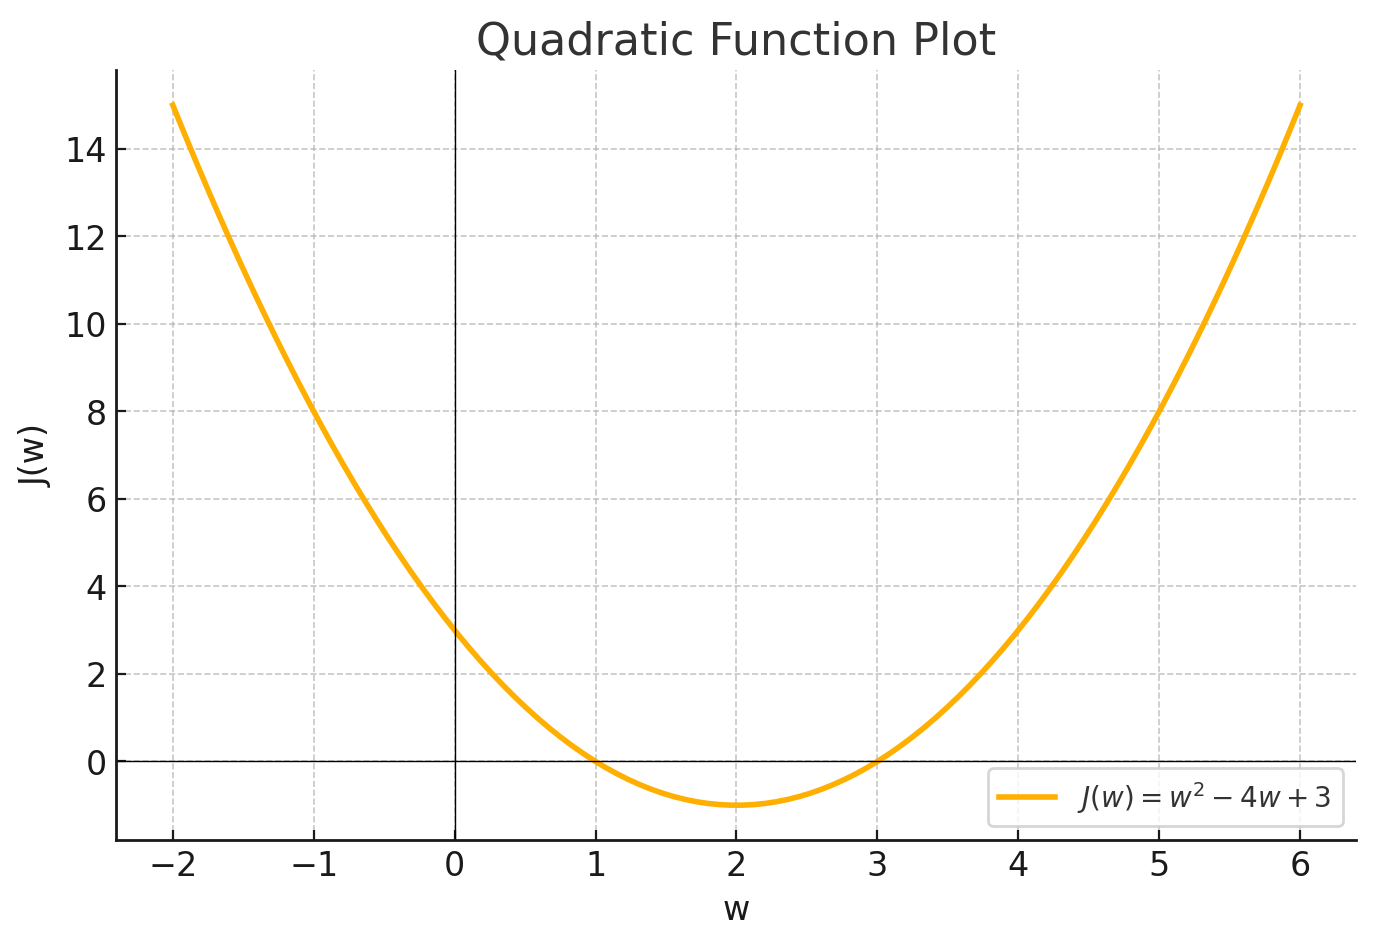 Quadratic Function Plot
14
12
10
8
6
4
2
0
J(w)
−2 −1 0 1 2 3 4 5 6
w
J(w) = w² − 4w + 3